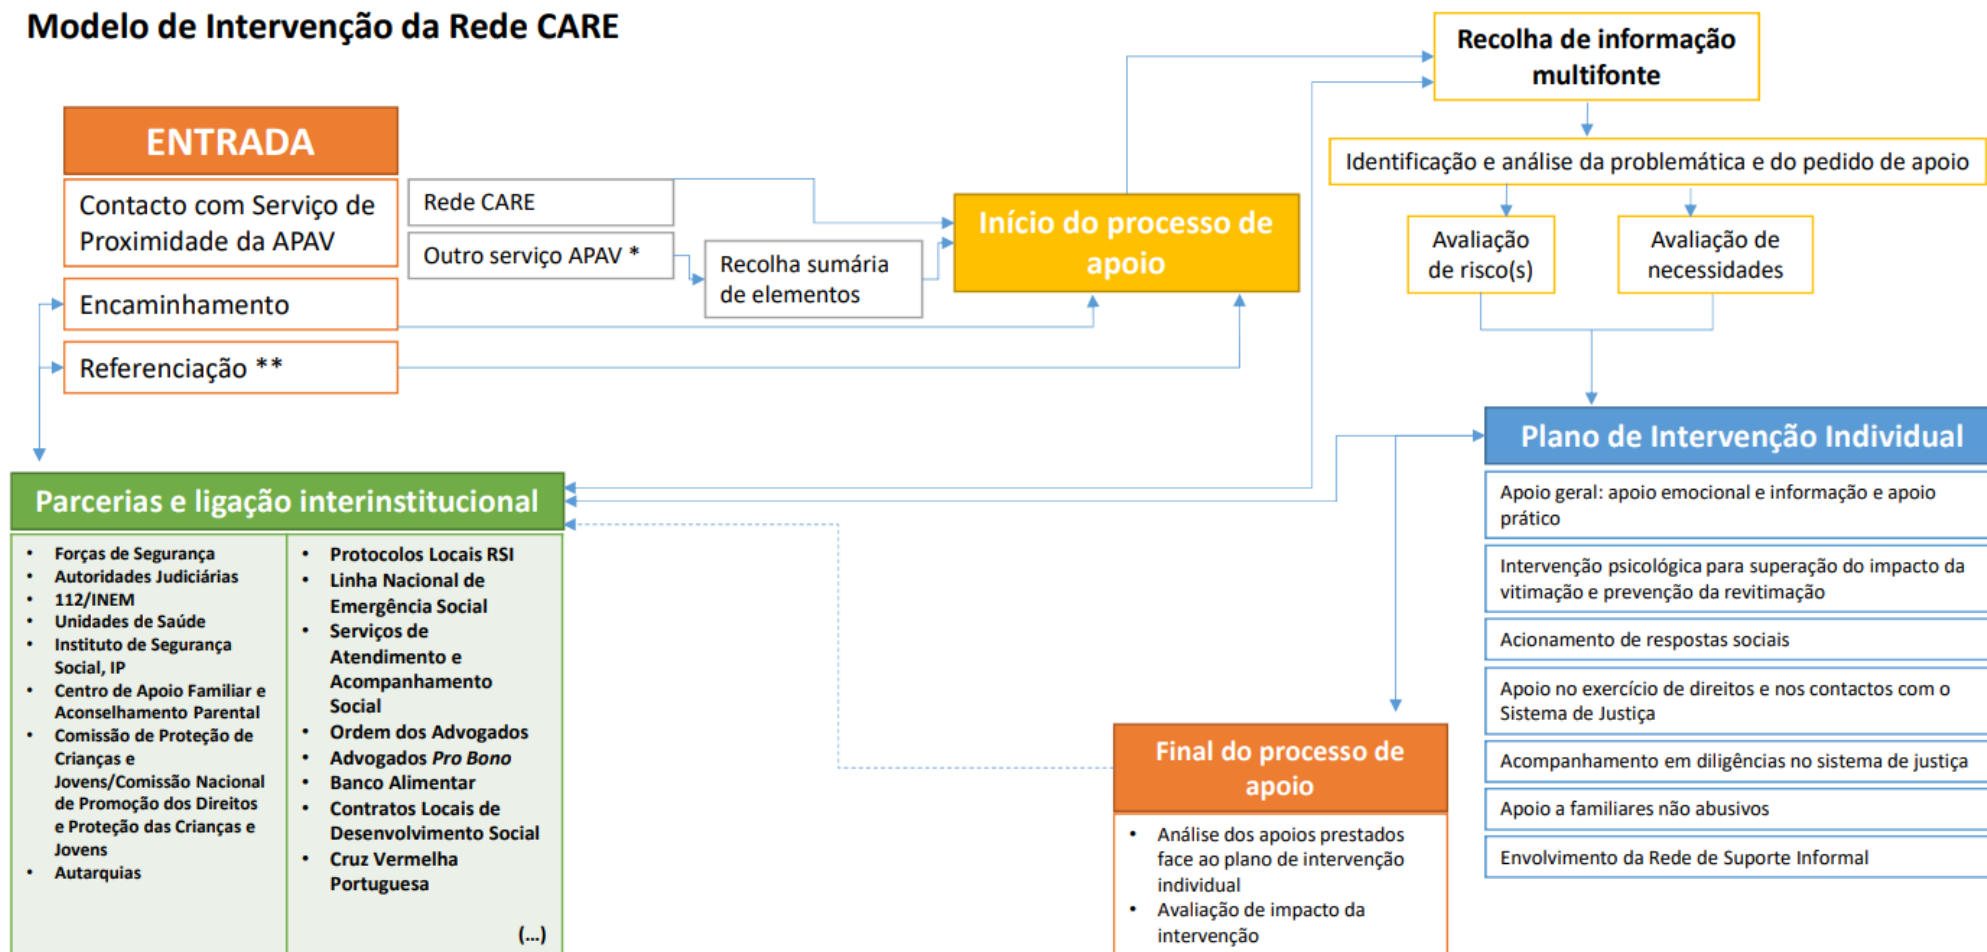 Modelo de Intervenção da Rede CARE
ENTRADA
Contacto com Serviço de
Proximidade da APAV
Encaminhamento
Referenciação **
Rede CARE
Outro serviço APAV *
Recolha sumária
de elementos
Início do processo de
apoio
Recolha de informação
multifonte
Identificação e análise da problemática e do pedido de apoio
Avaliação
de risco(s)
Avaliação de
necessidades
Plano de Intervenção Individual
Apoio geral: apoio emocional e informação e apoio
prático
Intervenção psicológica para superação do impacto da
vitimação e prevenção da revitimação
Acionamento de respostas sociais
Apoio no exercício de direitos e nos contactos com o
Sistema de Justiça
Acompanhamento em diligências no sistema de justiça
Apoio a familiares não abusivos
Envolvimento da Rede de Suporte Informal
Parcerias e ligação interinstitucional
• Forças de Segurança
• Autoridades Judiciárias
• 112/INEM
• Unidades de Saúde
• Instituto de Segurança
Social, IP
• Centro de Apoio Familiar e
Aconselhamento Parental
• Comissão de Proteção de
Crianças e
Jovens/Comissão Nacional
de Promoção dos Direitos
e Proteção das Crianças e
Jovens
• Autarquias
• Protocolos Locais RSI
• Linha Nacional de
Emergência Social
• Serviços de
Atendimento e
Acompanhamento
Social
• Ordem dos Advogados
• Advogados Pro Bono
• Banco Alimentar
• Contratos Locais de
Desenvolvimento Social
• Cruz Vermelha
Portuguesa
(...)
Final do processo de
apoio
• Análise dos apoios prestados
face ao plano de intervenção
individual
• Avaliação de impacto da
intervenção